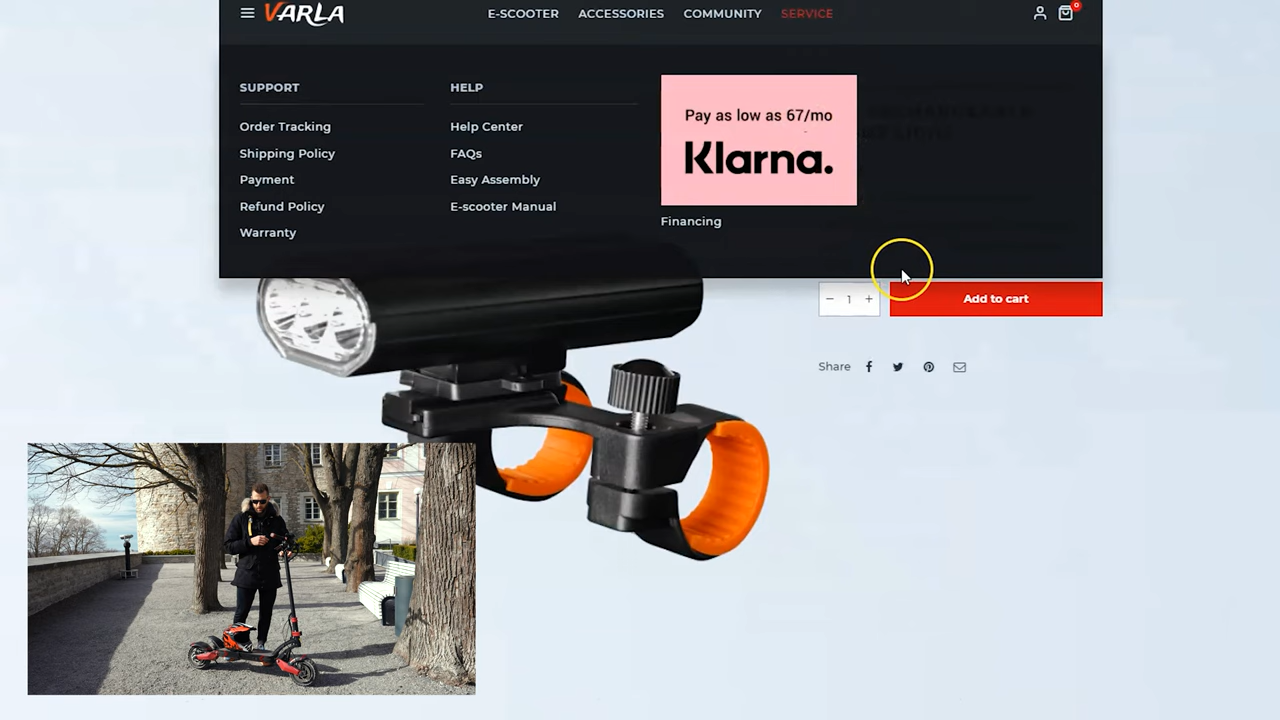 VARLA
E-SCOOTER ACCESSORIES COMMUNITY SERVICE
0
SUPPORT
Order Tracking
Shipping Policy
Payment
Refund Policy
Warranty
HELP
Help Center
FAQs
Easy Assembly
E-scooter Manual
Pay as low as 67/mo
Klarna.
Financing
− 1 +
Add to cart
Share